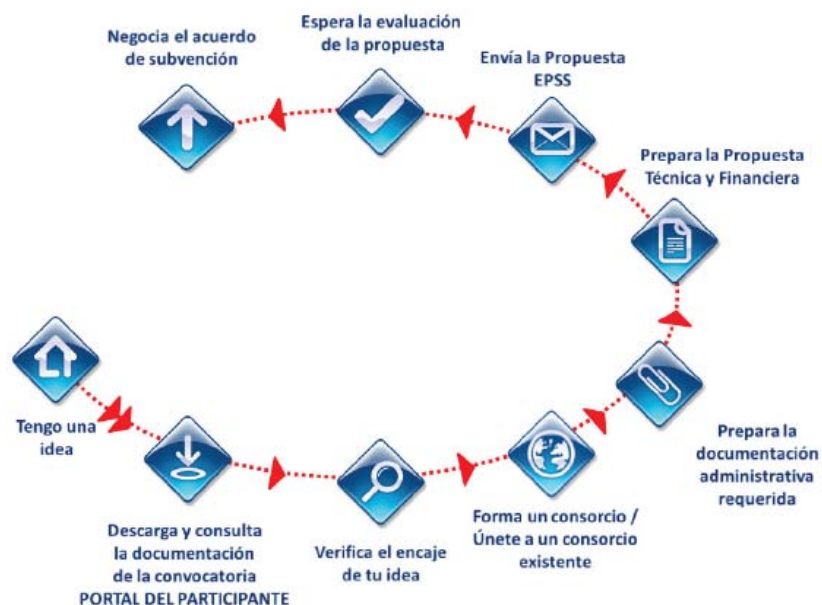 Negocia el acuerdo
de subvención
Espera la evaluación
de la propuesta
Envía la Propuesta
EPSS
Prepara la Propuesta
Técnica y Financiera
Tengo una
idea
Descarga y consulta
la documentación
de la convocatoria
PORTAL DEL PARTICIPANTE
Verifica el encaje
de tu idea
Forma un consorcio /
Únete a un consorcio
existente
Prepara la
documentación
administrativa
requerida